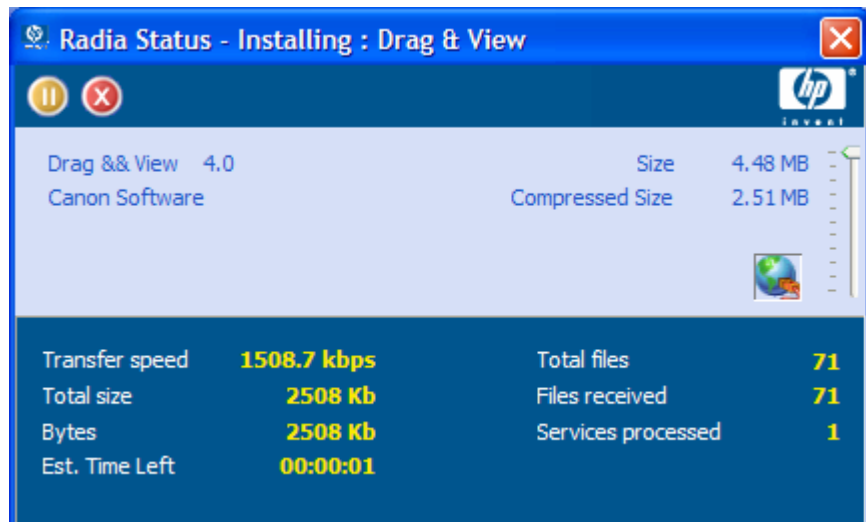 Radia Status - Installing : Drag & View
hp
invent
Drag && View 4.0 Size 4.48 MB
Canon Software Compressed Size 2.51 MB
Transfer speed 1508.7 kbps Total files 71
Total size 2508 Kb Files received 71
Bytes 2508 Kb Services processed 1
Est. Time Left 00:00:01